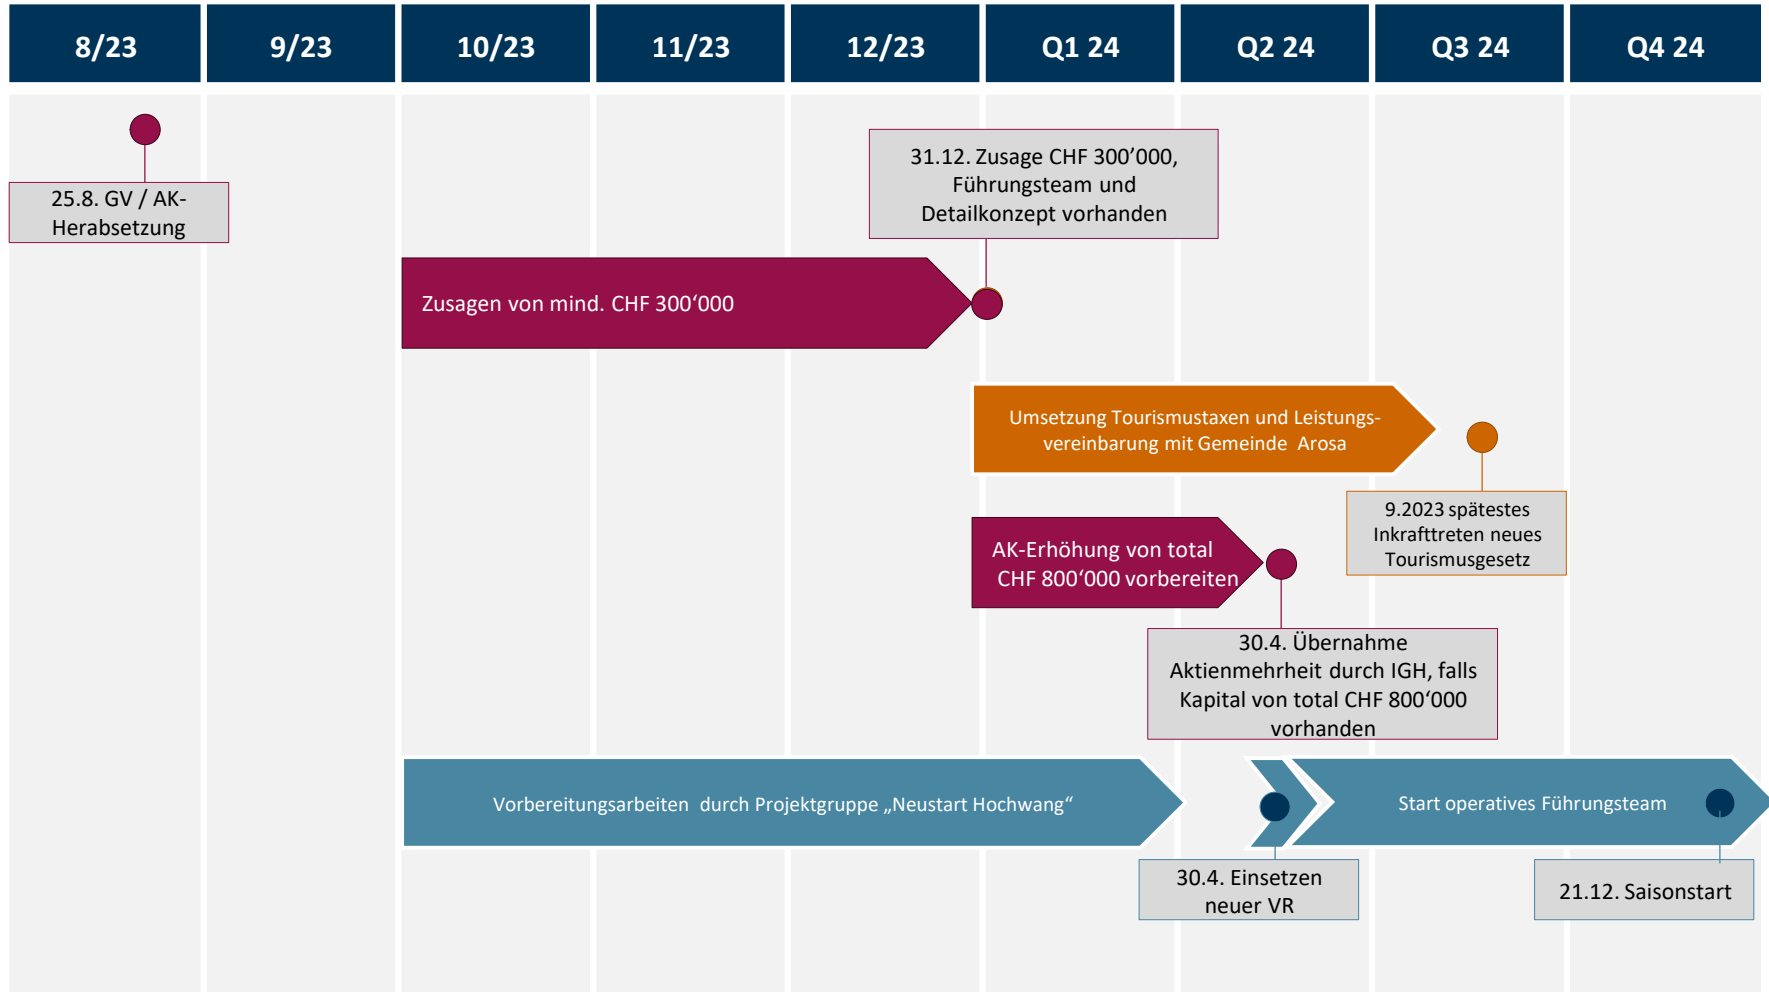 8/23
9/23
10/23
11/23
12/23
Q1 24
Q2 24
Q3 24
Q4 24
25.8. GV / AK-
Herabsetzung
31.12. Zusage CHF 300’000,
Führungsteam und
Detailkonzept vorhanden
Zusagen von mind. CHF 300‘000
Umsetzung Tourismustaxen und Leistungs-
vereinbarung mit Gemeinde Arosa
9.2023 spätestes
Inkrafttreten neues
Tourismusgesetz
AK-Erhöhung von total
CHF 800‘000 vorbereiten
30.4. Übernahme
Aktienmehrheit durch IGH, falls
Kapital von total CHF 800‘000
vorhanden
Vorbereitungsarbeiten durch Projektgruppe „Neustart Hochwang“
Start operatives Führungsteam
30.4. Einsetzen
neuer VR
21.12. Saisonstart